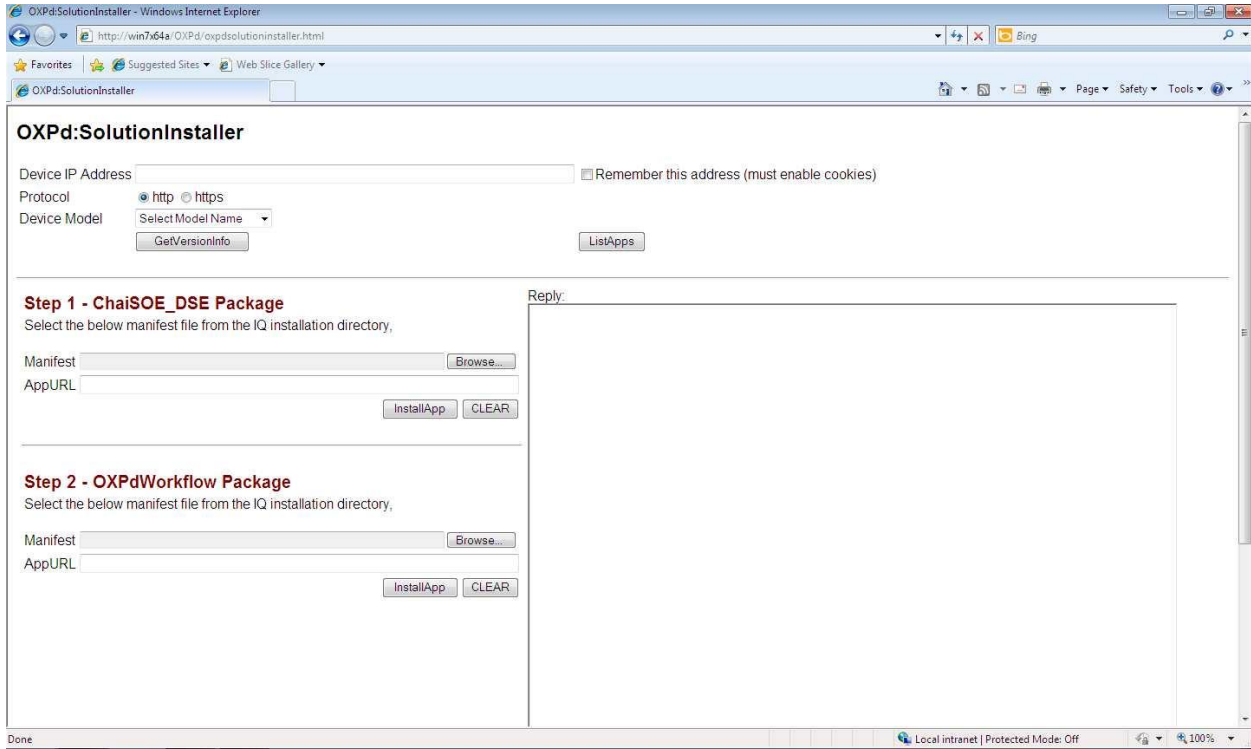 OXPd:SolutionInstaller - Windows Internet Explorer
http://win7x64a/OXPd/oxpdsolutioninstaller.html
Bing
Favorites Suggested Sites Web Slice Gallery
OXPd:SolutionInstaller
Page Safety Tools
OXPd:SolutionInstaller
Device IP Address Remember this address (must enable cookies)
Protocol http https
Device Model Select Model Name
GetVersionInfo ListApps
Step 1 - ChaiSOE_DSE Package
Select the below manifest file from the IQ installation directory,
Manifest Browse...
AppURL
InstallApp CLEAR
Step 2 - OXPdWorkflow Package
Select the below manifest file from the IQ installation directory,
Manifest Browse...
AppURL
InstallApp CLEAR
Reply:
Done Local intranet | Protected Mode: Off 100%